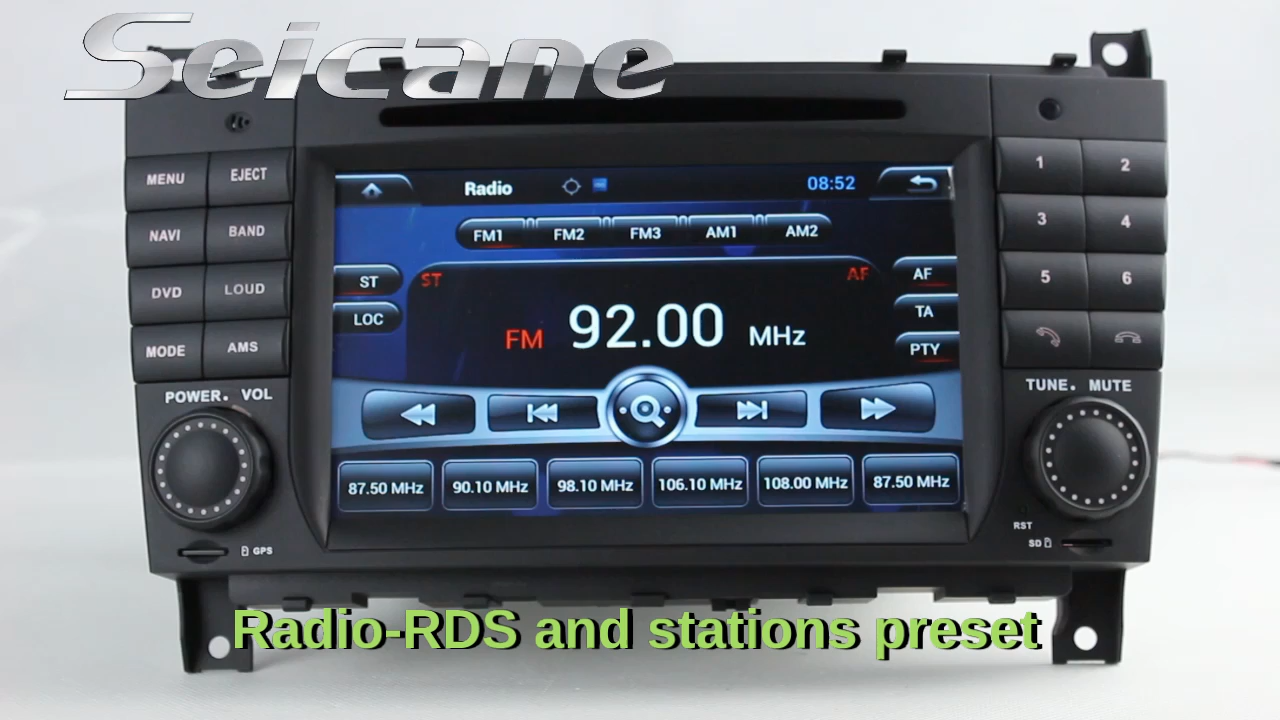 Seicane
MENU EJECT
NAVI BAND
DVD LOUD
MODE AMS
POWER. VOL
GPS
Radio 08:52
FM1 FM2 FM3 AM1 AM2
ST ST AF AF
LOC TA
FM 92.00 MHz
PTY
87.50 MHz 90.10 MHz 98.10 MHz 106.10 MHz 108.00 MHz 87.50 MHz
1 2
3 4
5 6
TUNE. MUTE
RST
SD
Radio-RDS and stations preset